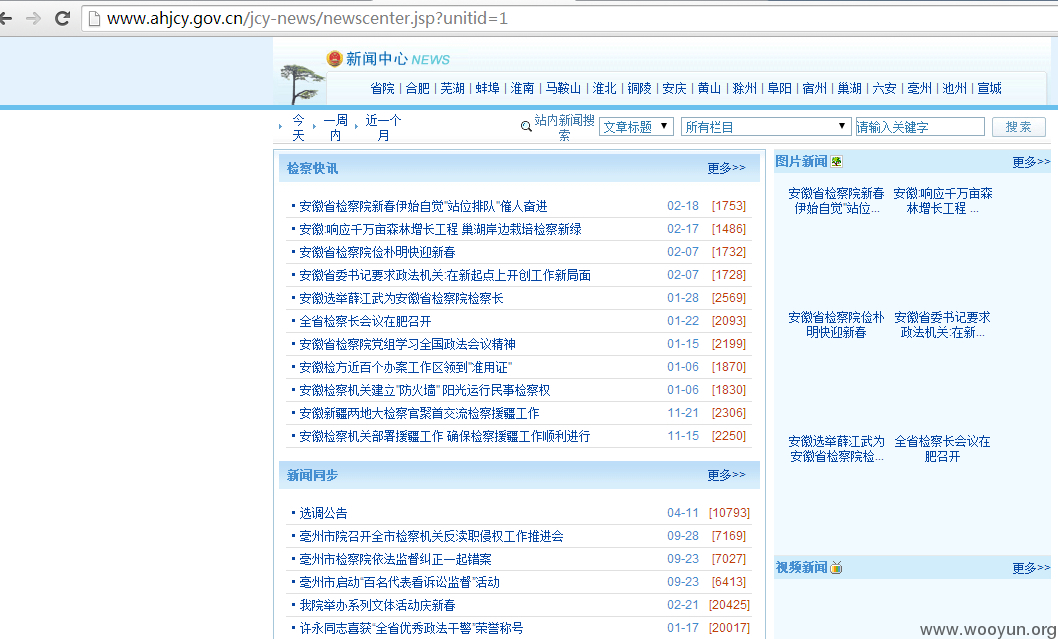 www.ahjcy.gov.cn/jcy-news/newscenter.jsp?unitid=1
新闻中心 NEWS
省院 | 合肥 | 芜湖 | 蚌埠 | 淮南 | 马鞍山 | 淮北 | 铜陵 | 安庆 | 黄山 | 滁州 | 阜阳 | 宿州 | 巢湖 | 六安 | 亳州 | 池州 | 宣城
今天 一周内 近一个月 站内新闻搜索 文章标题 所有栏目 请输入关键字 搜 索
检察快讯 更多>>
安徽省检察院新春伊始自觉"站位排队"催人奋进 02-18 [1753]
安徽:响应千万亩森林增长工程 巢湖岸边栽培检察新绿 02-17 [1486]
安徽省检察院俭朴明快迎新春 02-07 [1732]
安徽省委书记要求政法机关:在新起点上开创工作新局面 02-07 [1728]
安徽选举薛江武为安徽省检察院检察长 01-28 [2569]
全省检察长会议在肥召开 01-22 [2093]
安徽省检察院党组学习全国政法会议精神 01-15 [2199]
安徽检方近百个办案工作区领到"准用证" 01-06 [1870]
安徽检察机关建立"防火墙" 阳光运行民事检察权 01-06 [1830]
安徽新疆两地大检察官聚首交流检察援疆工作 11-21 [2306]
安徽检察机关部署援疆工作 确保检察援疆工作顺利进行 11-15 [2250]
新闻同步 更多>>
选调公告 04-11 [10793]
亳州市院召开全市检察机关反渎职侵权工作推进会 09-28 [7169]
亳州市检察院依法监督纠正一起错案 09-23 [7027]
亳州市启动"百名代表看诉讼监督"活动 09-23 [6413]
我院举办系列文体活动庆新春 02-21 [20425]
许永同志喜获"全省优秀政法干警"荣誉称号 01-17 [20017]
图片新闻 更多>>
安徽省检察院新春 安徽:响应千万亩森
伊始自觉"站位... 林增长工程 ...
安徽省检察院俭朴 安徽省委书记要求
明快迎新春 政法机关:在新...
安徽选举薛江武为 全省检察长会议在
安徽省检察院检... 肥召开
视频新闻 更多>>
www.wooyun.org